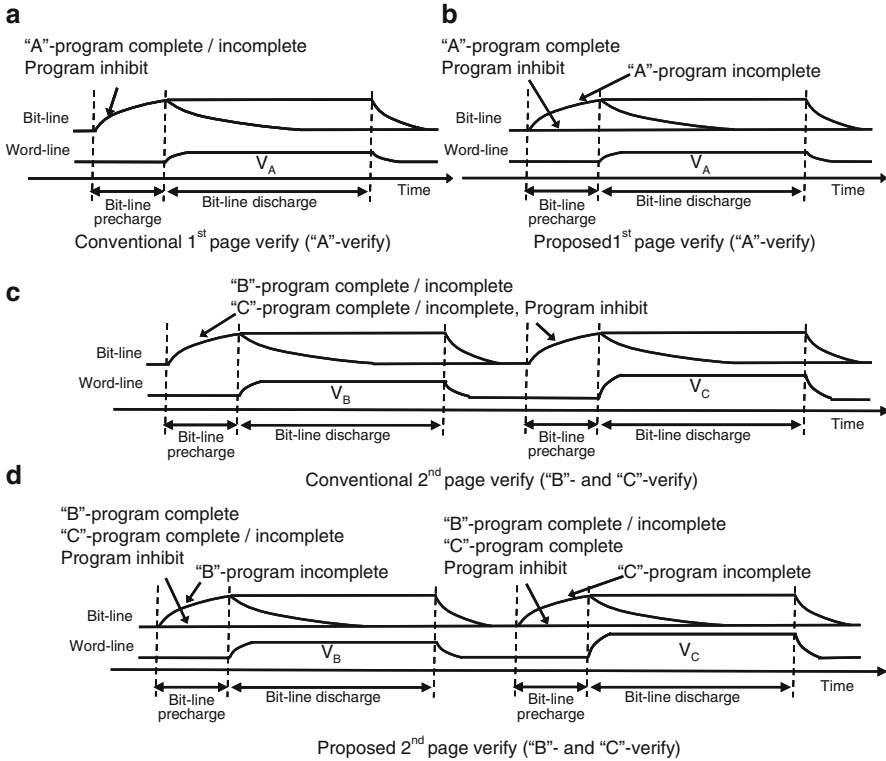 a
“A”-program complete / incomplete
Program inhibit
Bit-line
Word-line
VA
Time
Bit-line
precharge
Bit-line discharge
Conventional 1st page verify (“A”-verify)
b
“A”-program complete
Program inhibit
“A”-program incomplete
Bit-line
Word-line
VA
Time
Bit-line
precharge
Bit-line discharge
Proposed1st page verify (“A”-verify)
c
“B”-program complete / incomplete
“C”-program complete / incomplete, Program inhibit
Bit-line
Word-line
VB
VC
Time
Bit-line
precharge
Bit-line discharge
Bit-line
precharge
Bit-line discharge
Conventional 2nd page verify (“B”- and “C”-verify)
d
“B”-program complete
“C”-program complete / incomplete
Program inhibit
“B”-program incomplete
“B”-program complete / incomplete
“C”-program complete
Program inhibit
“C”-program incomplete
Bit-line
Word-line
VB
VC
Time
Bit-line
precharge
Bit-line discharge
Bit-line
precharge
Bit-line discharge
Proposed 2nd page verify (“B”- and “C”-verify)